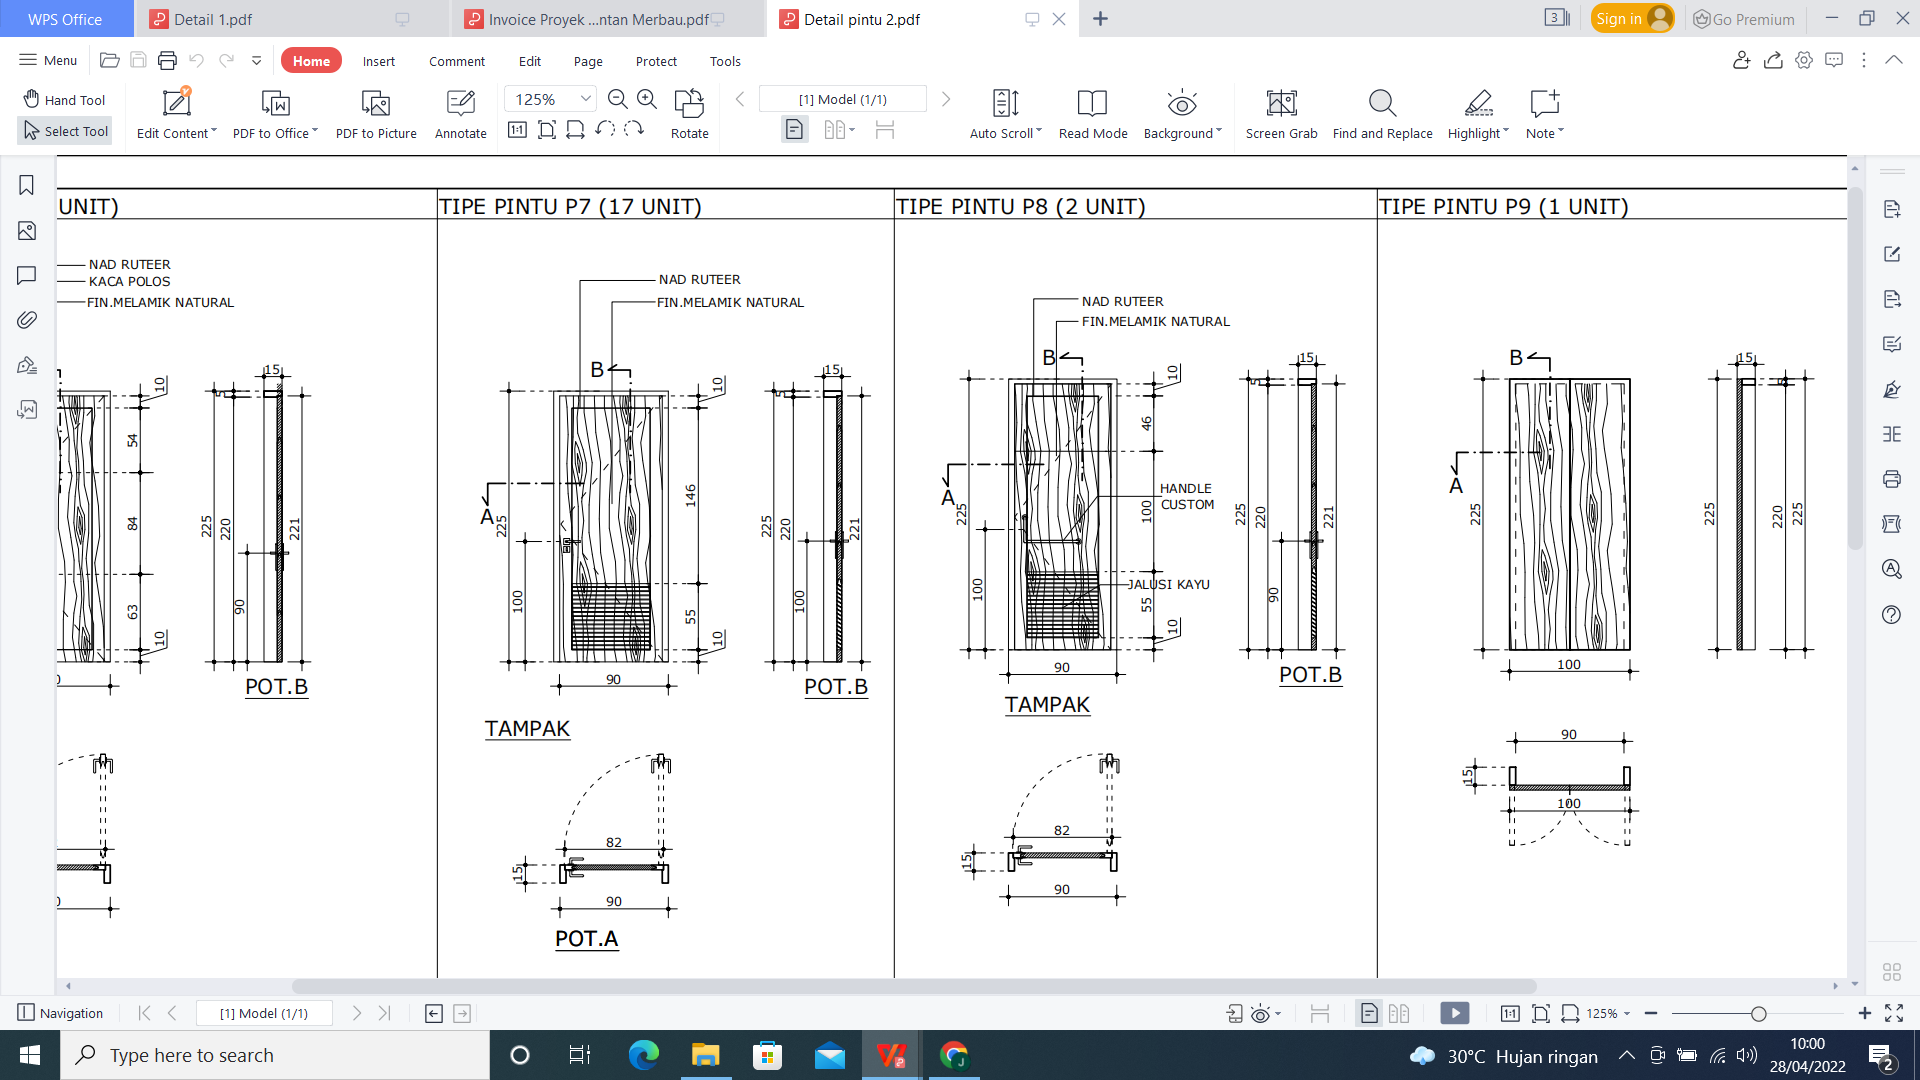 WPS Office
Detail 1.pdf
Invoice Proyek ...ntan Merbau.pdf
Detail pintu 2.pdf
3
Sign in
Go Premium
Menu
Home
Insert
Comment
Edit
Page
Protect
Tools
Hand Tool
Select Tool
Edit Content
PDF to Office
PDF to Picture
Annotate
125%
1:1
Rotate
[1] Model (1/1)
Auto Scroll
Read Mode
Background
Screen Grab
Find and Replace
Highlight
Note
UNIT)
NAD RUTEER
KACA POLOS
FIN.MELAMIK NATURAL
10
54
84
63
10
15
5
225
220
90
221
POT.B
TIPE PINTU P7 (17 UNIT)
NAD RUTEER
FIN.MELAMIK NATURAL
B
A
225
100
10
146
55
10
90
15
5
225
220
100
221
POT.B
TAMPAK
82
15
90
POT.A
TIPE PINTU P8 (2 UNIT)
NAD RUTEER
FIN.MELAMIK NATURAL
B
A
225
100
10
46
HANDLE
CUSTOM
100
JALUSI KAYU
55
10
90
15
5
225
220
90
221
POT.B
TAMPAK
82
15
90
TIPE PINTU P9 (1 UNIT)
B
A
225
100
15
5
225
220
225
90
15
100
Navigation
[1] Model (1/1)
1:1
125%
Type here to search
30°C Hujan ringan
10:00
28/04/2022
2